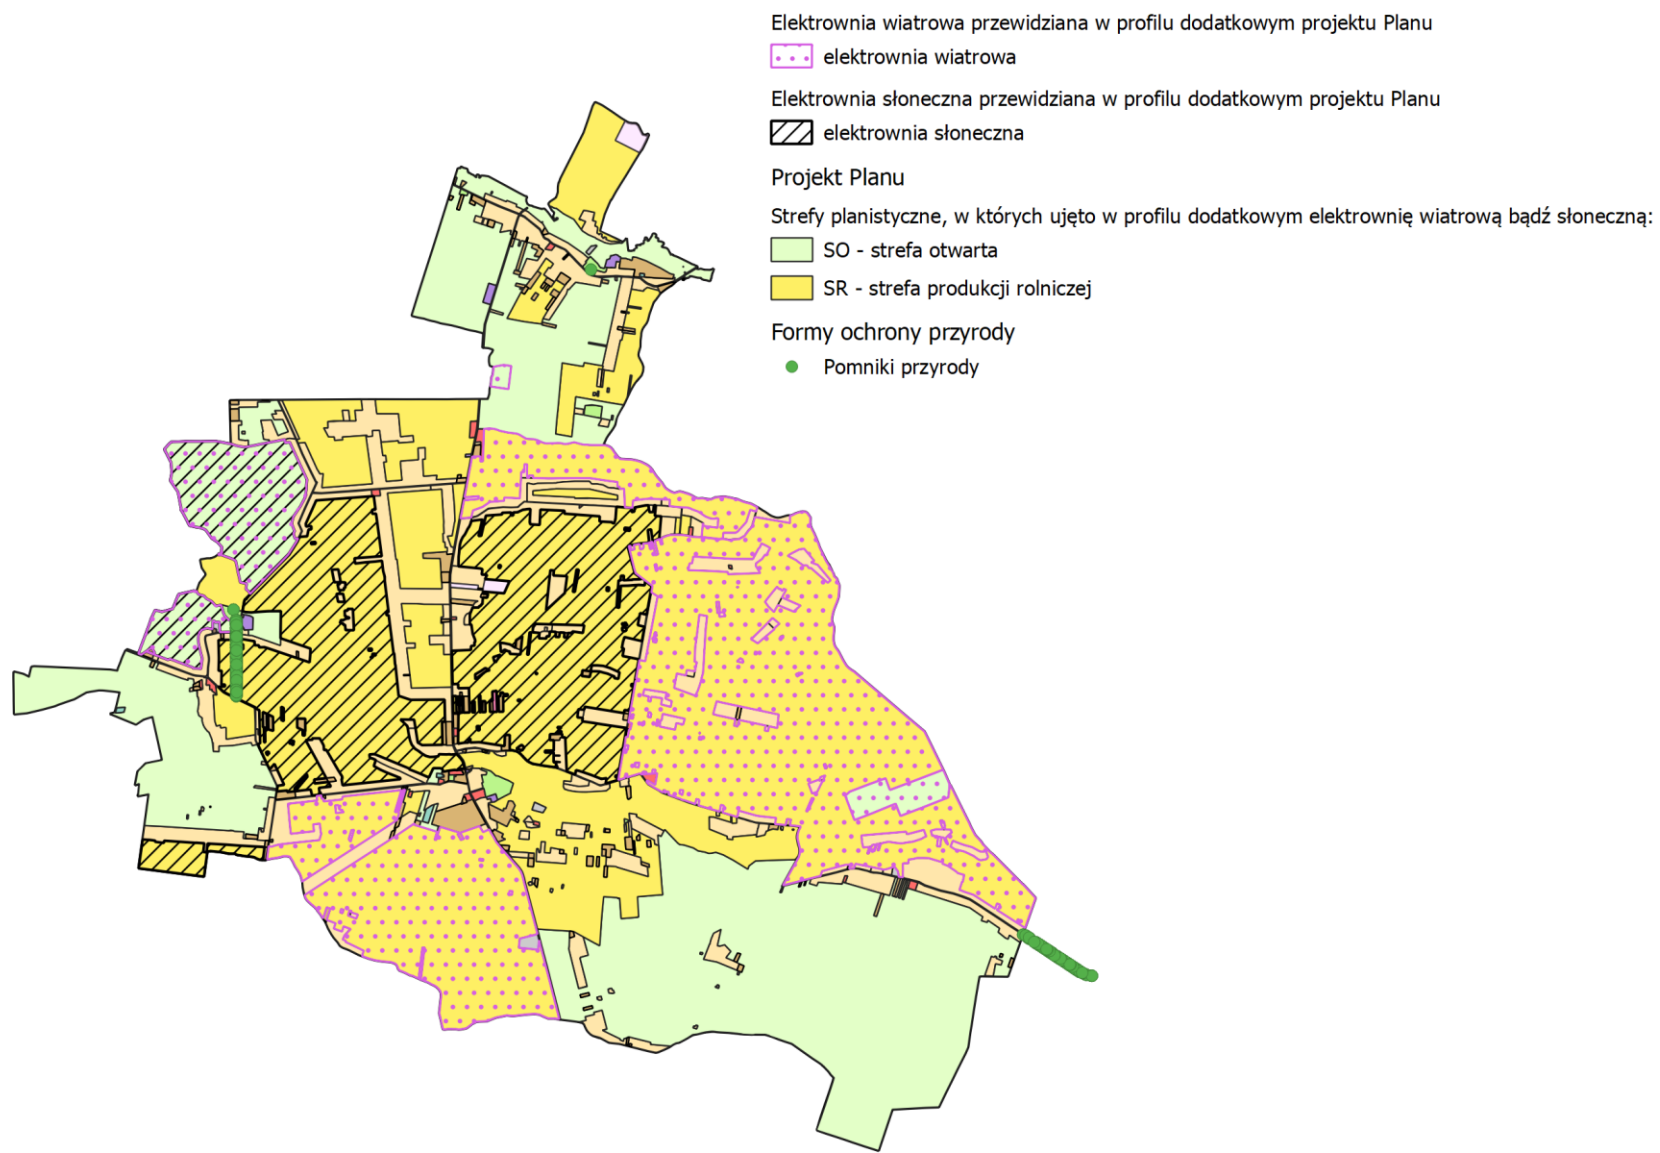 Elektrownia wiatrowa przewidziana w profilu dodatkowym projektu Planu
elektrownia wiatrowa
Elektrownia słoneczna przewidziana w profilu dodatkowym projektu Planu
elektrownia słoneczna
Projekt Planu
Strefy planistyczne, w których ujęto w profilu dodatkowym elektrownię wiatrową bądź słoneczną:
SO - strefa otwarta
SR - strefa produkcji rolniczej
Formy ochrony przyrody
Pomniki przyrody